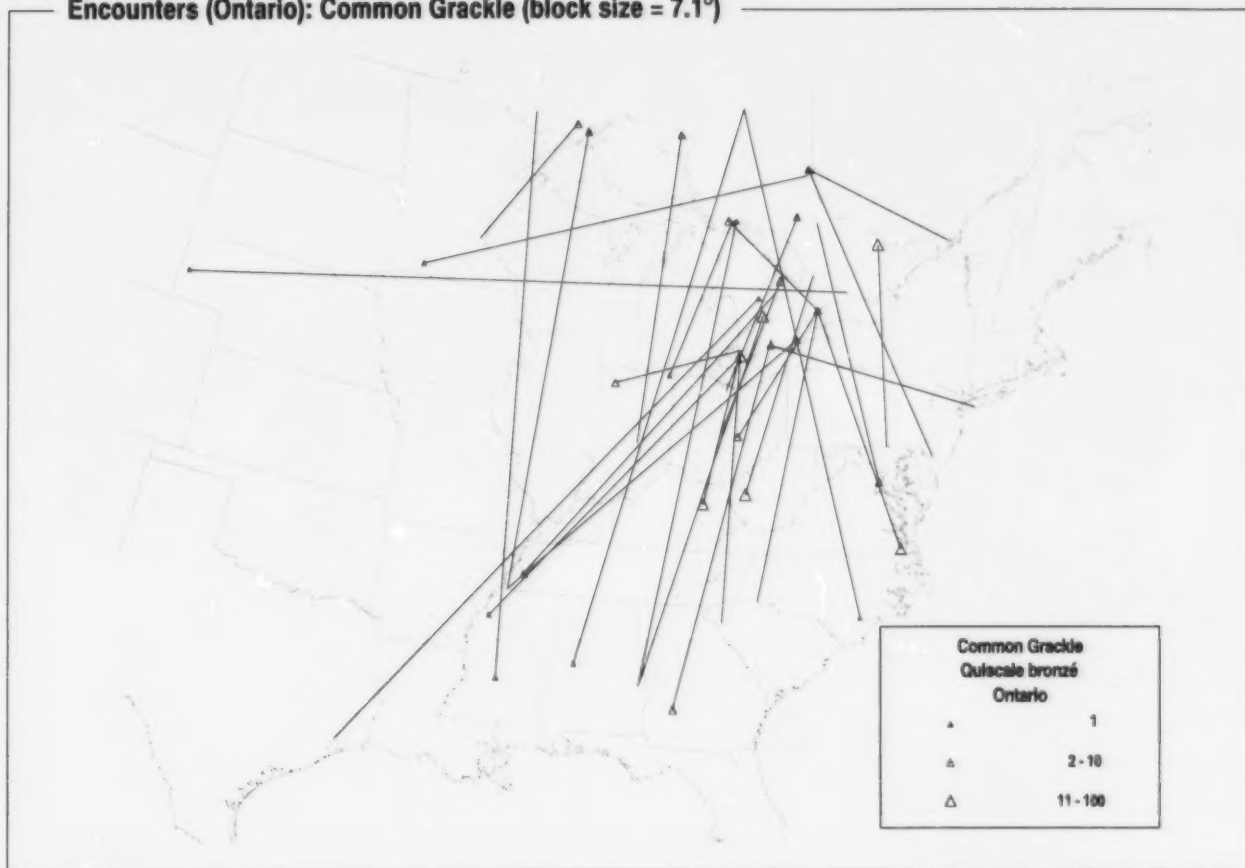 Encounters (Ontario): Common Grackle (block size = 7.1°)
Common Grackle
Quiscale bronzé
Ontario
1
2 - 10
11 - 100